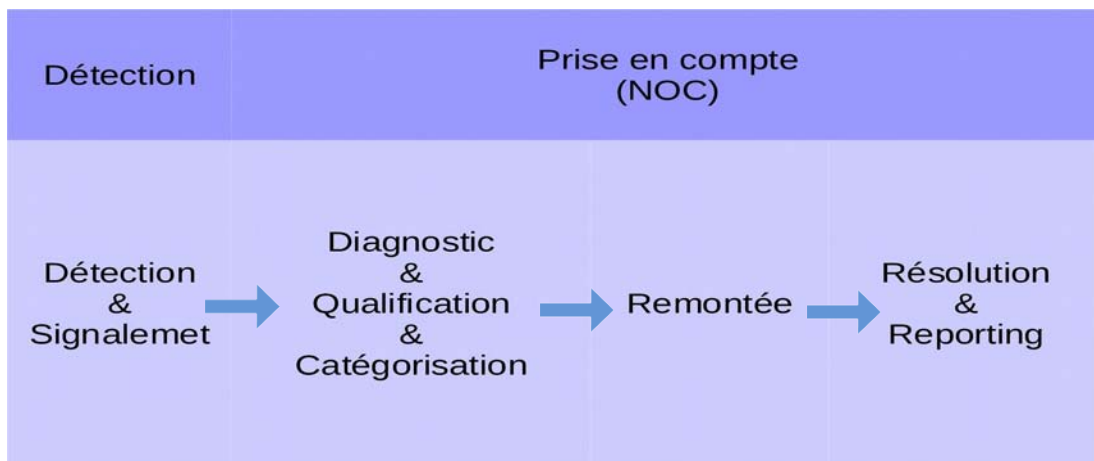 Détection
Prise en compte
(NOC)
Détection
&
Signalemet
Diagnostic
&
Qualification
&
Catégorisation
Remontée
Résolution
&
Reporting